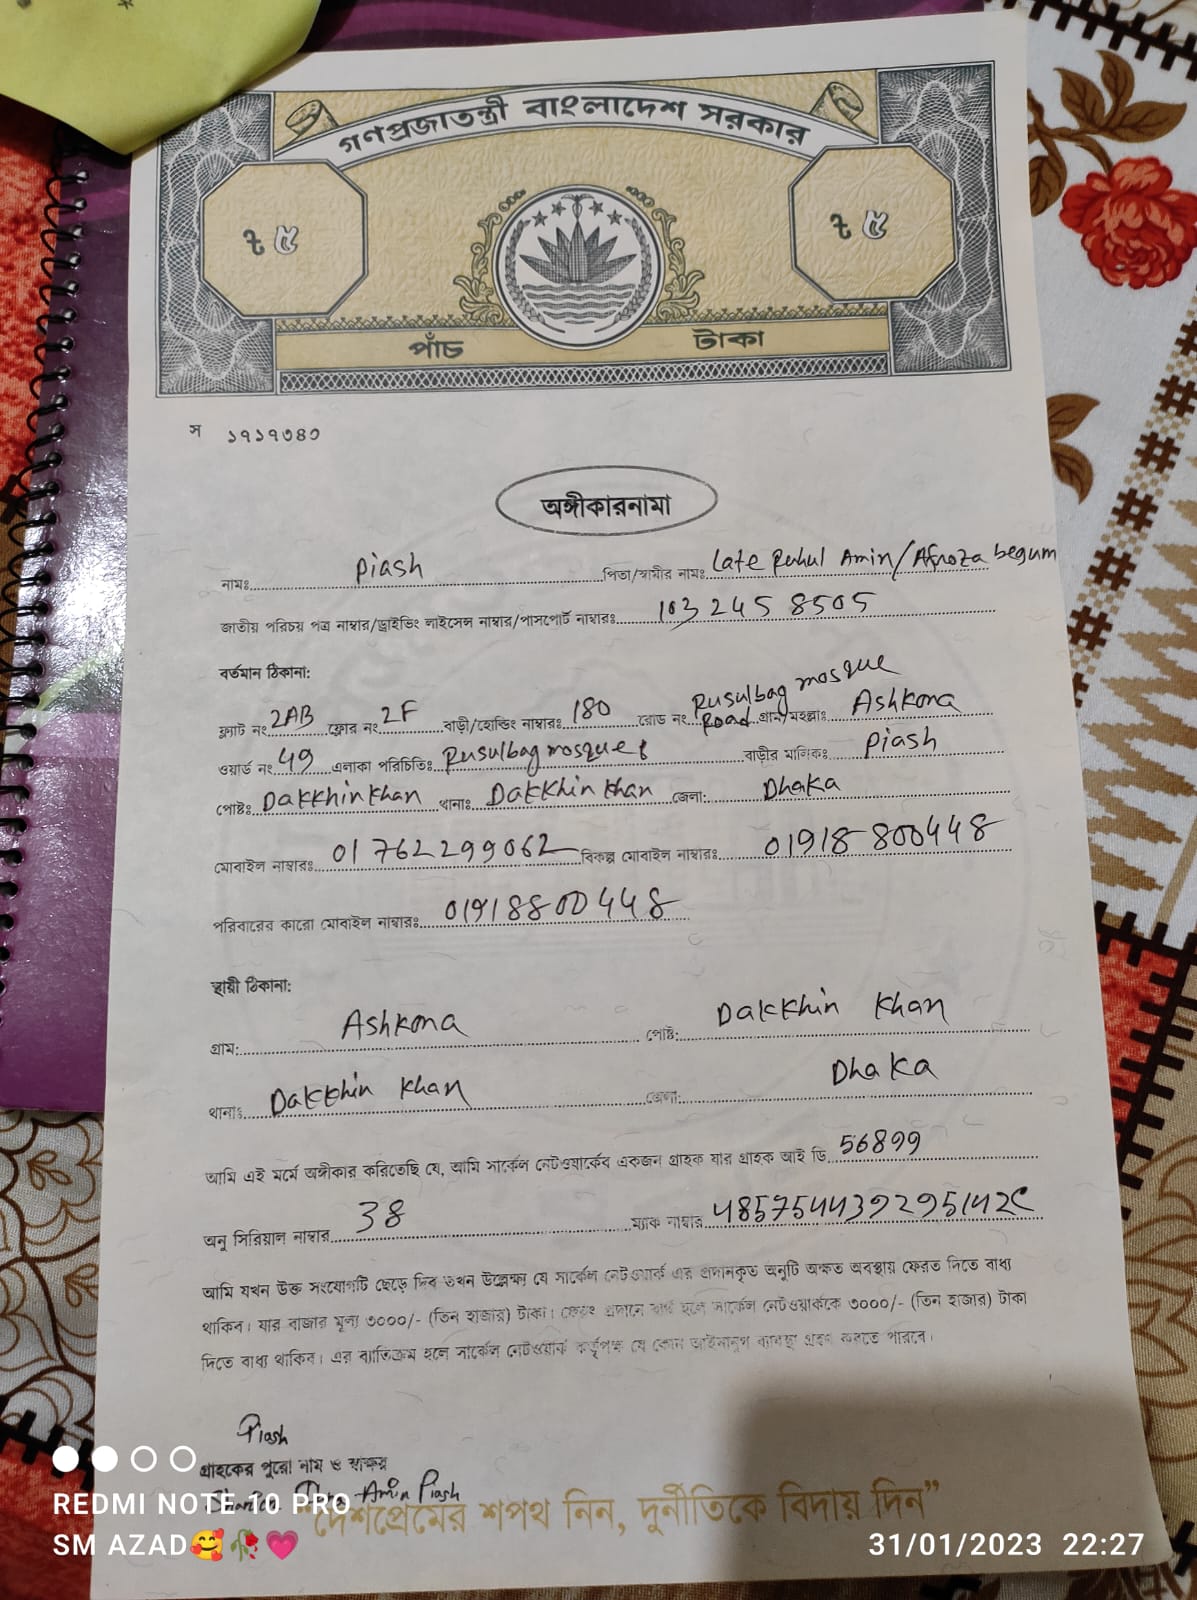 গণপ্রজাতন্ত্রী বাংলাদেশ সরকার
৳ ৫ ৳ ৫
পাঁচ টাকা
স ১৭১৭৩৪০
অঙ্গীকারনামা
নামঃ Piash পিতা/স্বামীর নামঃ Late Ruhul Amin/Afroza begum
জাতীয় পরিচয় পত্র নাম্বার/ড্রাইভিং লাইসেন্স নাম্বার/পাসপোর্ট নাম্বারঃ 103 245 8505
বর্তমান ঠিকানা:
ফ্ল্যাট নং 2AB ফ্লোর নং 2F বাড়ী/হোল্ডিং নাম্বারঃ 180 রোড নং Rusulbag mosque Road গ্রাম/মহল্লাঃ Ashkona
ওয়ার্ড নং 49 এলাকা পরিচিতিঃ Rusulbag mosque বাড়ীর মালিকঃ Piash
পোষ্টঃ Dakkhin Khan থানাঃ Dakkhin Khan জেলা: Dhaka
মোবাইল নাম্বারঃ 01762299062 বিকল্প মোবাইল নাম্বারঃ 01918 800448
পরিবারের কারো মোবাইল নাম্বারঃ 01918800448
স্থায়ী ঠিকানা:
গ্রাম: Ashkona পোষ্ট: Dakkhin Khan
থানাঃ Dakkhin Khan জেলা: Dhaka
আমি এই মর্মে অঙ্গীকার করিতেছি যে, আমি সার্কেল নেটওয়ার্কের একজন গ্রাহক যার গ্রাহক আই ডি 56899
অনু সিরিয়াল নাম্বার 38 ম্যাক নাম্বার 485754439295142C
আমি যখন উক্ত সংযোগটি ছেড়ে দিব তখন উল্লেক্ষ্য যে সার্কেল নেটওয়ার্ক এর প্রদানকৃত অনুটি অক্ষত অবস্থায় ফেরত দিতে বাধ্য
থাকিব। যার বাজার মূল্য ৩০০০/- (তিন হাজার) টাকা। ফেরৎ প্রদানে ব্যর্থ হলে সার্কেল নেটওয়ার্ককে ৩০০০/- (তিন হাজার) টাকা
দিতে বাধ্য থাকিব। এর ব্যতিক্রম হলে সার্কেল নেটওয়ার্ক কর্তৃপক্ষ যে কোন আইনানুগ ব্যবস্থা গ্রহণ করতে পারবে।
Piash
গ্রাহকের পুরো নাম ও স্বাক্ষর
Amin Piash
দেশপ্রেমের শপথ নিন, দুর্নীতিকে বিদায় দিন”
REDMI NOTE 10 PRO
SM AZAD🥰🥀💗
31/01/2023 22:27